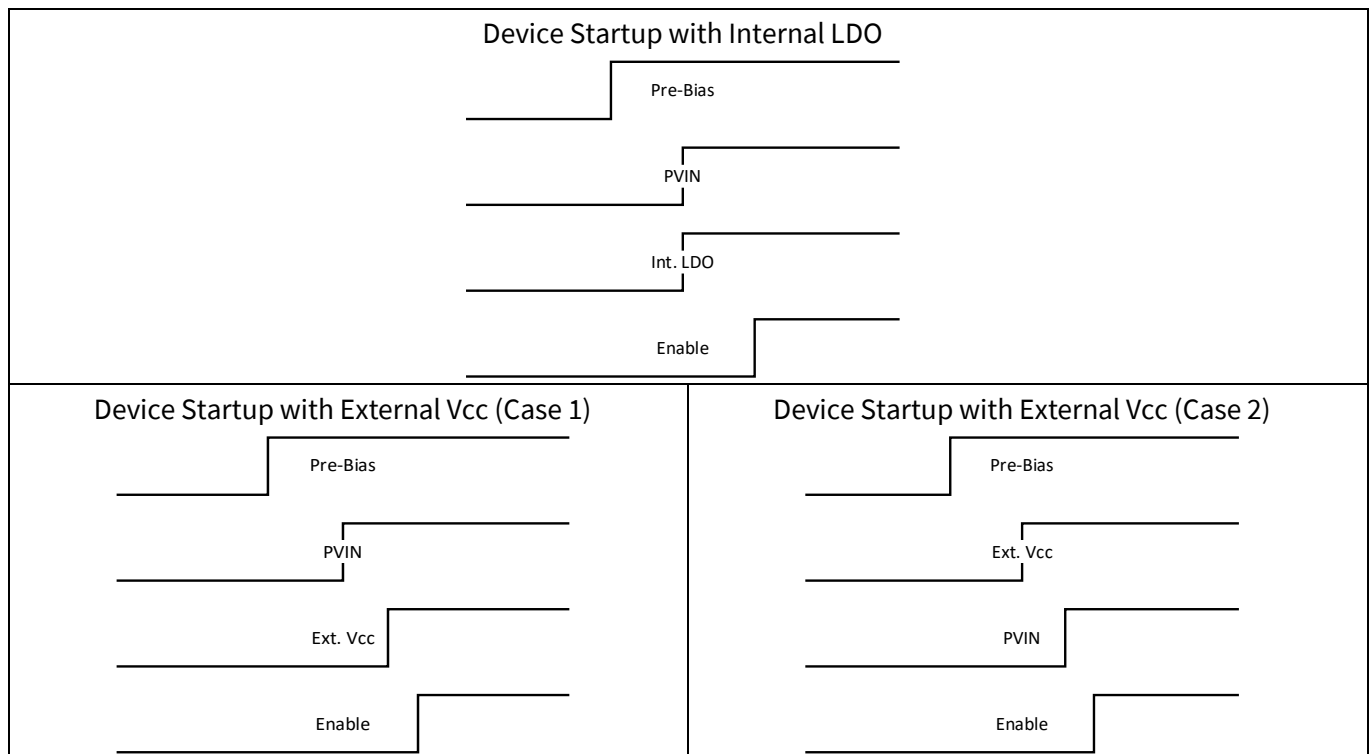 Device Startup with Internal LDO
Pre-Bias
PVIN
Int. LDO
Enable
Device Startup with External Vcc (Case 1)
Pre-Bias
PVIN
Ext. Vcc
Enable
Device Startup with External Vcc (Case 2)
Pre-Bias
Ext. Vcc
PVIN
Enable